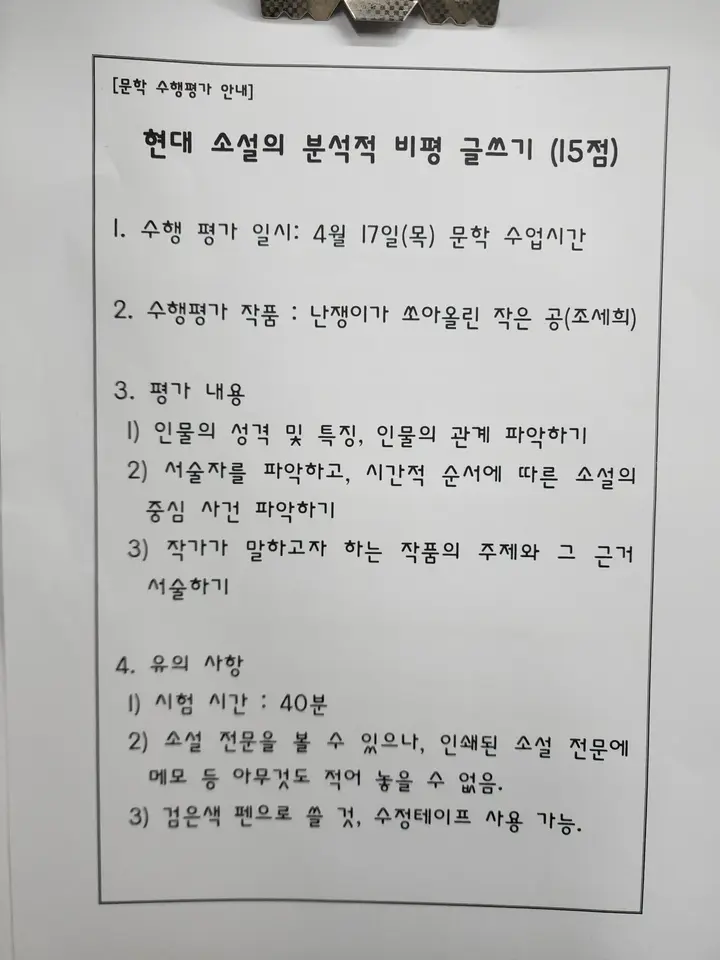 [문학 수행평가 안내]
현대 소설의 분석적 비평 글쓰기 (15점)
1. 수행 평가 일시: 4월 17일(목) 문학 수업시간
2. 수행평가 작품 : 난쟁이가 쏘아올린 작은 공(조세희)
3. 평가 내용
1) 인물의 성격 및 특징, 인물의 관계 파악하기
2) 서술자를 파악하고, 시간적 순서에 따른 소설의
중심 사건 파악하기
3) 작가가 말하고자 하는 작품의 주제와 그 근거
서술하기
4. 유의 사항
1) 시험 시간 : 40분
2) 소설 전문을 볼 수 있으나, 인쇄된 소설 전문에
메모 등 아무것도 적어 놓을 수 없음.
3) 검은색 펜으로 쓸 것, 수정테이프 사용 가능.